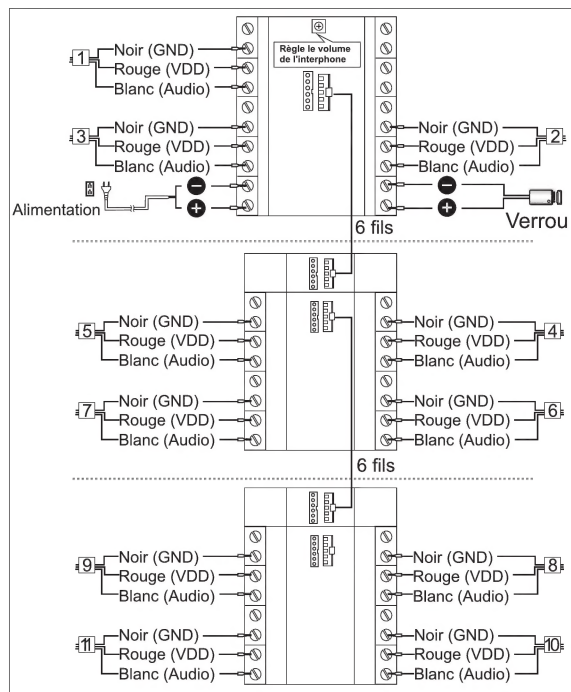 Règle le volume
de l'interphone
1
Noir (GND)
Rouge (VDD)
Blanc (Audio)
3
Noir (GND)
Rouge (VDD)
Blanc (Audio)
Noir (GND)
Rouge (VDD)
Blanc (Audio)
2
Alimentation
−
+
−
+
Verrou
6 fils
5
Noir (GND)
Rouge (VDD)
Blanc (Audio)
Noir (GND)
Rouge (VDD)
Blanc (Audio)
4
7
Noir (GND)
Rouge (VDD)
Blanc (Audio)
Noir (GND)
Rouge (VDD)
Blanc (Audio)
6
6 fils
9
Noir (GND)
Rouge (VDD)
Blanc (Audio)
Noir (GND)
Rouge (VDD)
Blanc (Audio)
8
11
Noir (GND)
Rouge (VDD)
Blanc (Audio)
Noir (GND)
Rouge (VDD)
Blanc (Audio)
10